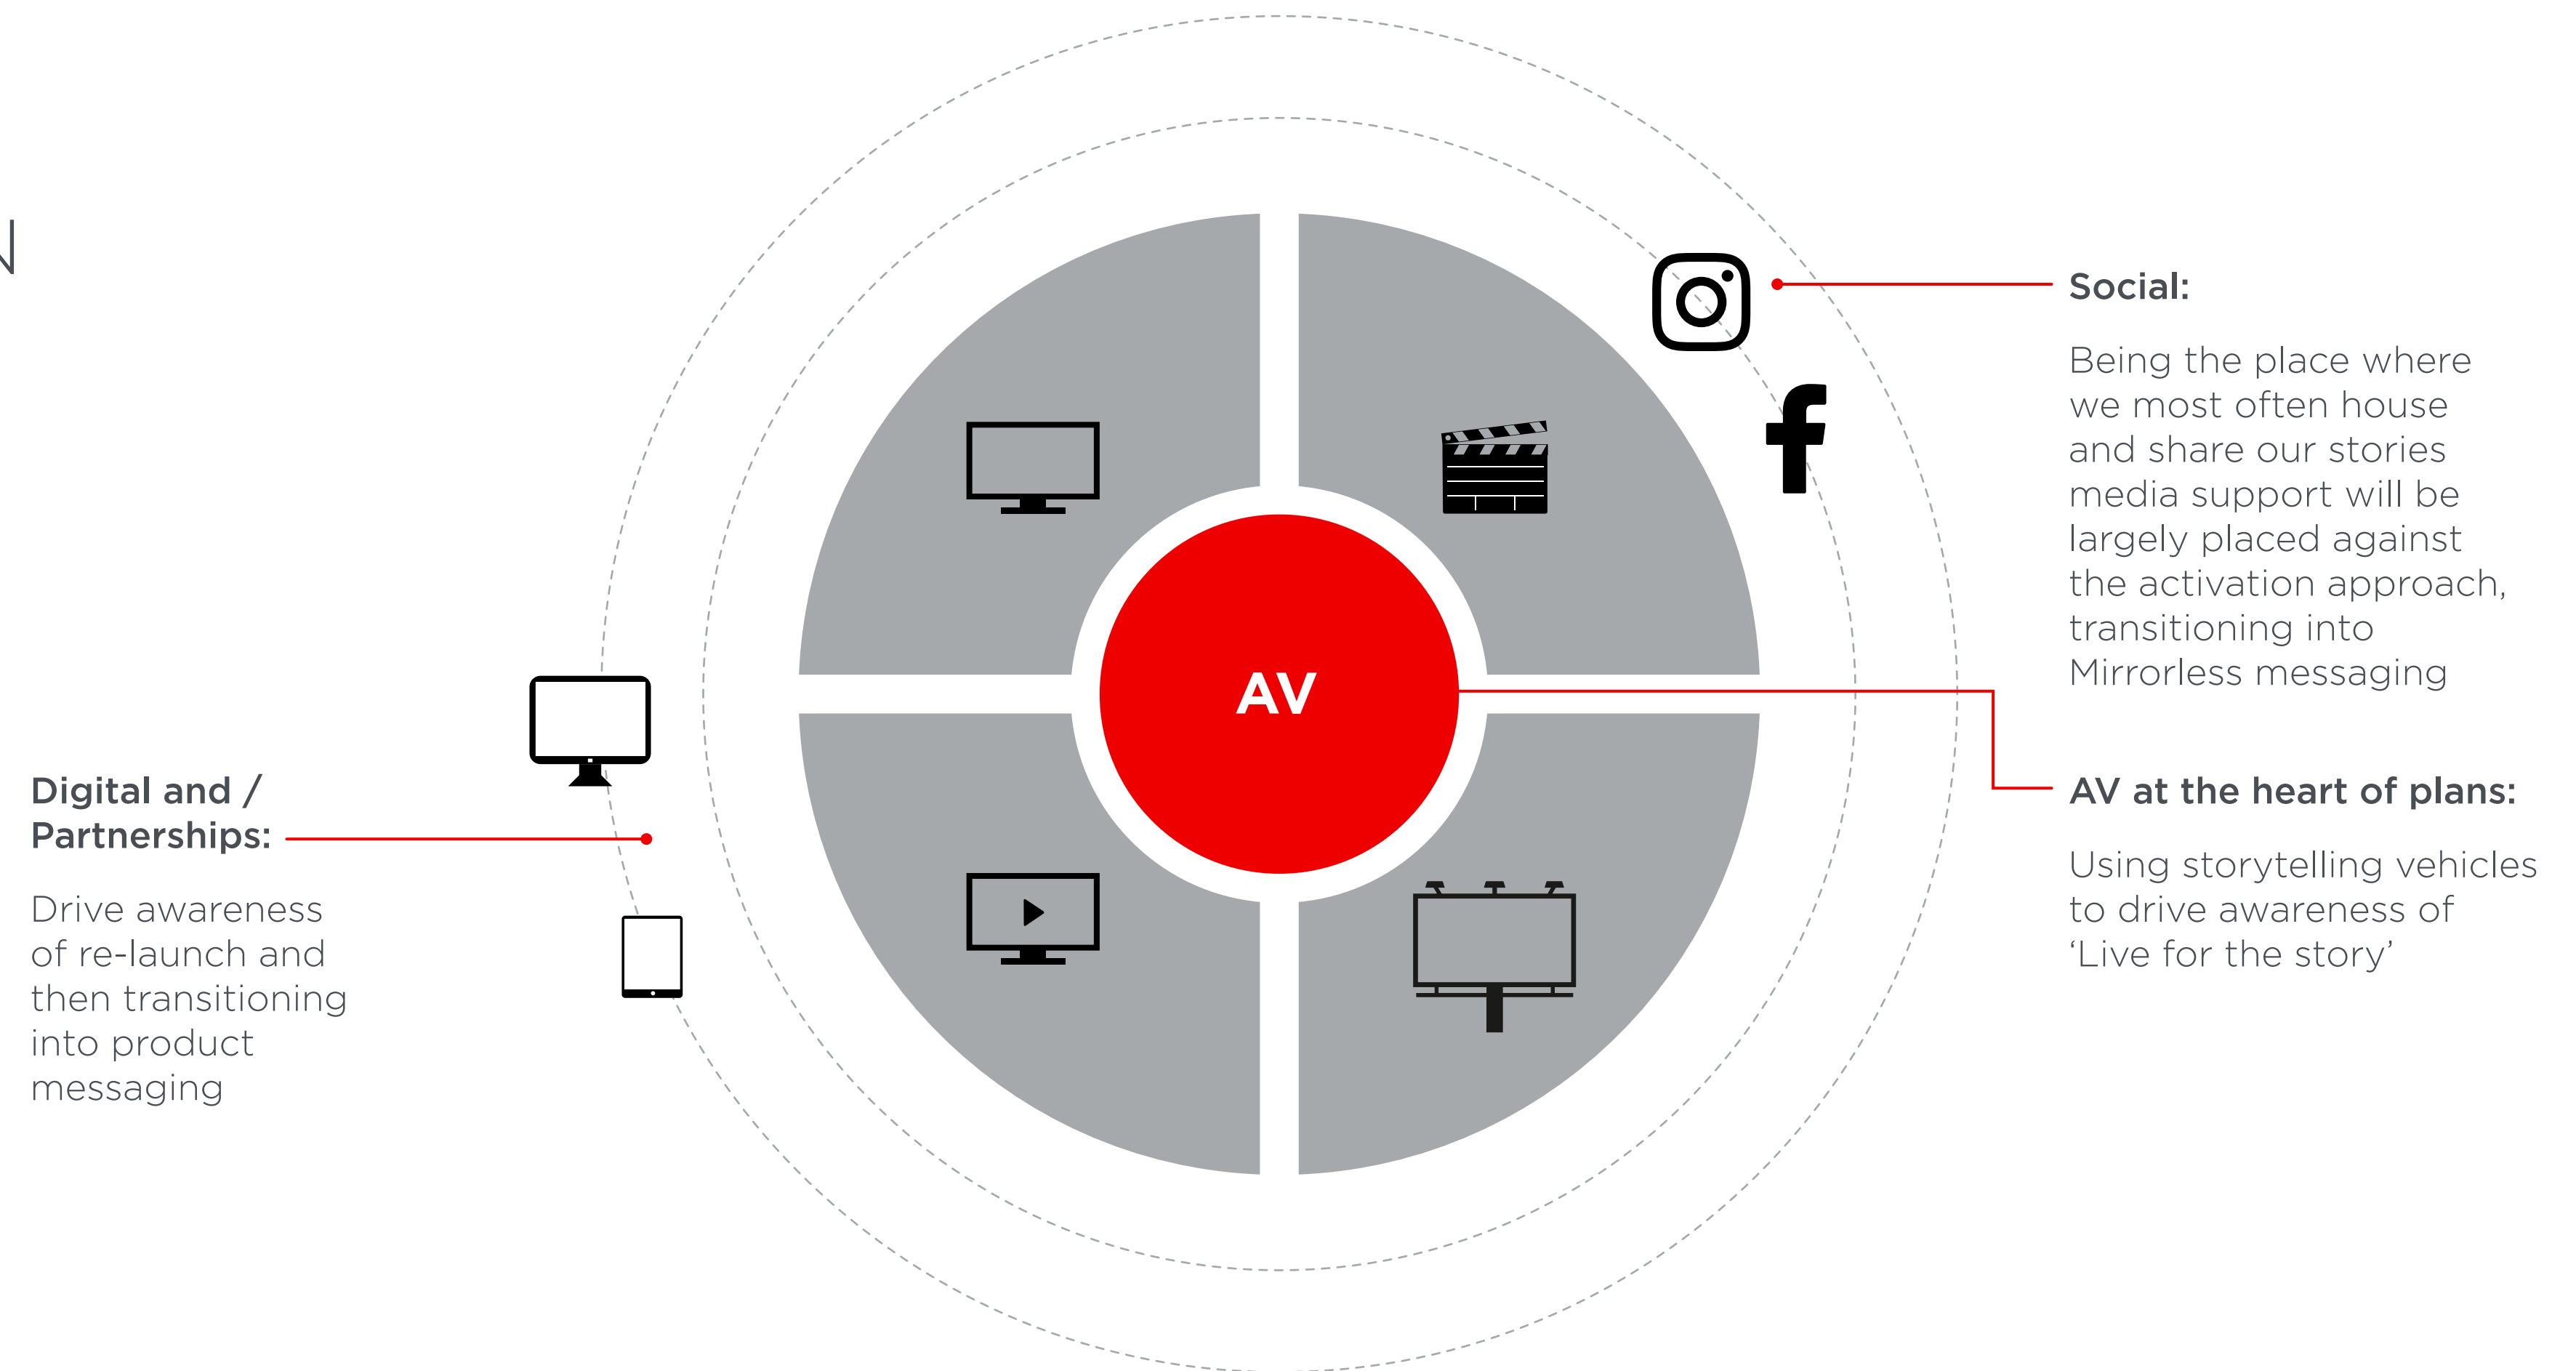 N
Social:
Being the place where
we most often house
and share our stories
media support will be
largely placed against
the activation approach,
transitioning into
Mirrorless messaging
AV
Digital and /
Partnerships:
Drive awareness
of re-launch and
then transitioning
into product
messaging
AV at the heart of plans:
Using storytelling vehicles
to drive awareness of
‘Live for the story’